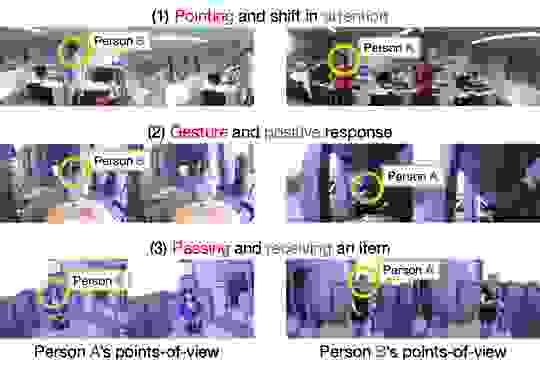 (1) Pointing and shift in attention
Person B
Person A
(2) Gesture and positive response
Person B
Person A
(3) Passing and receiving an item
Person
Person A
Person A's points-of-view
Person B's points-of-view